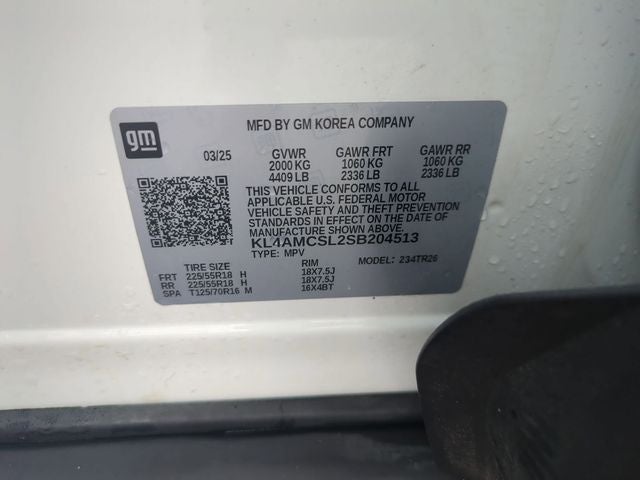 gm
MFD BY GM KOREA COMPANY
03/25 GVWR GAWR FRT GAWR RR
2000 KG 1060 KG 1060 KG
4409 LB 2336 LB 2336 LB
THIS VEHICLE CONFORMS TO ALL
APPLICABLE U.S. FEDERAL MOTOR
VEHICLE SAFETY AND THEFT
PREVENTION STANDARDS IN EFFECT ON THE DATE OF
MANUFACTURE SHOWN ABOVE.
KL4AMCSL2SB204513
TYPE: MPV MODEL: 234TR26
TIRE SIZE RIM
FRT 225/55R18 H 18X7.5J
RR 225/55R18 H 18X7.5J
SPA T125/70R16 M 16X4BT